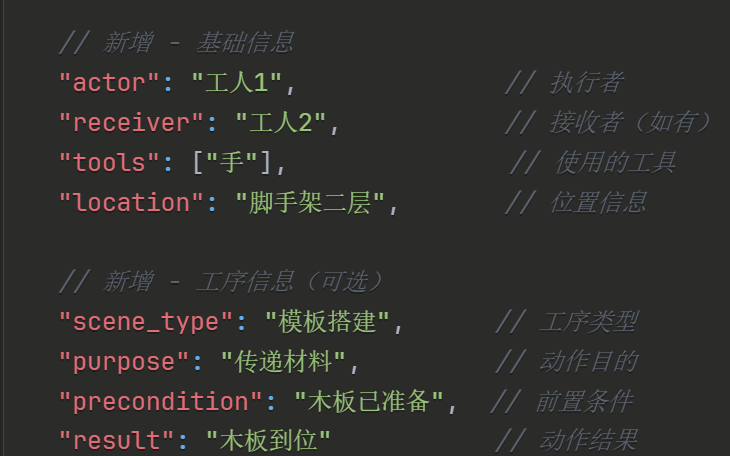 // 新增 - 基础信息
"actor": "工人1", // 执行者
"receiver": "工人2", // 接收者（如有）
"tools": ["手"], // 使用的工具
"location": "脚手架二层", // 位置信息
// 新增 - 工序信息（可选）
"scene_type": "模板搭建", // 工序类型
"purpose": "传递材料", // 动作目的
"precondition": "木板已准备", // 前置条件
"result": "木板到位" // 动作结果